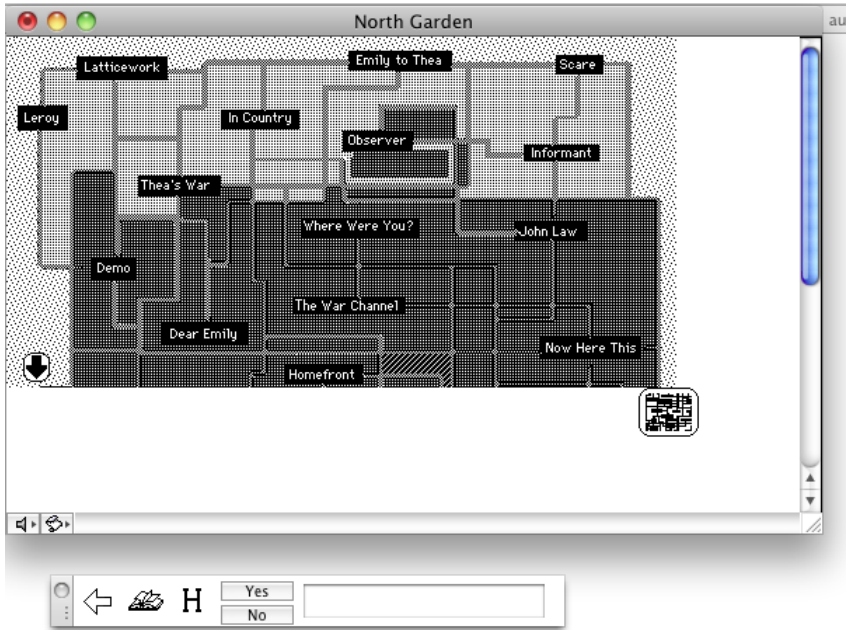 North Garden
au
Emily to Thea
Latticework
Scare
Leroy
In Country
Observer
Informant
Thea's War
Where Were You?
John Law
Demo
The War Channel
Dear Emily
Now Here This
Homefront
H
Yes
No